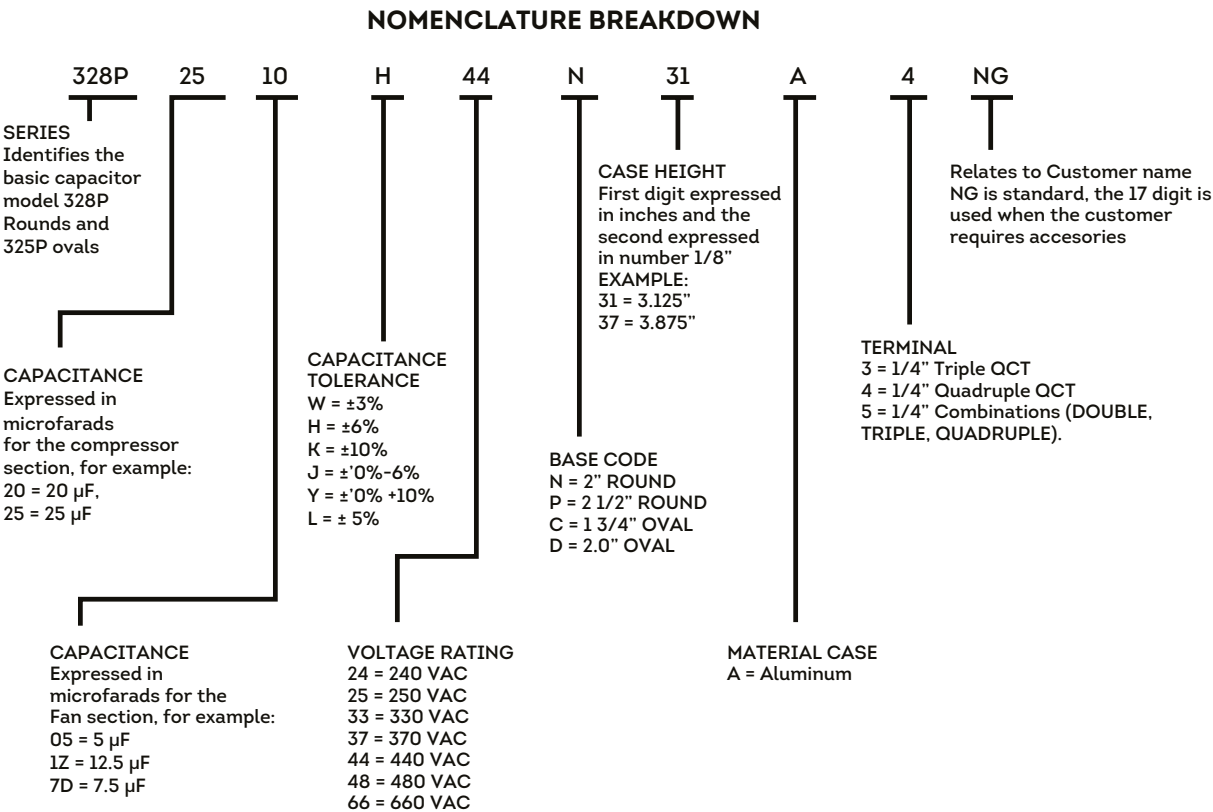 NOMENCLATURE BREAKDOWN
328P 25 10 H 44 N 31 A 4 NG
SERIES
Identifies the
basic capacitor
model 328P
Rounds and
325P ovals
CASE HEIGHT
First digit expressed
in inches and the
second expressed
in number 1/8”
EXAMPLE:
31 = 3.125”
37 = 3.875”
Relates to Customer name
NG is standard, the 17 digit is
used when the customer
requires accesories
CAPACITANCE
Expressed in
microfarads
for the compressor
section, for example:
20 = 20 µF,
25 = 25 µF
CAPACITANCE
TOLERANCE
W = ±3%
H = ±6%
K = ±10%
J = ±'0%-6%
Y = ±'0% +10%
L = ± 5%
BASE CODE
N = 2” ROUND
P = 2 1/2” ROUND
C = 1 3/4” OVAL
D = 2.0” OVAL
TERMINAL
3 = 1/4” Triple QCT
4 = 1/4” Quadruple QCT
5 = 1/4” Combinations (DOUBLE,
TRIPLE, QUADRUPLE).
CAPACITANCE
Expressed in
microfarads for the
Fan section, for example:
05 = 5 µF
1Z = 12.5 µF
7D = 7.5 µF
VOLTAGE RATING
24 = 240 VAC
25 = 250 VAC
33 = 330 VAC
37 = 370 VAC
44 = 440 VAC
48 = 480 VAC
66 = 660 VAC
MATERIAL CASE
A = Aluminum